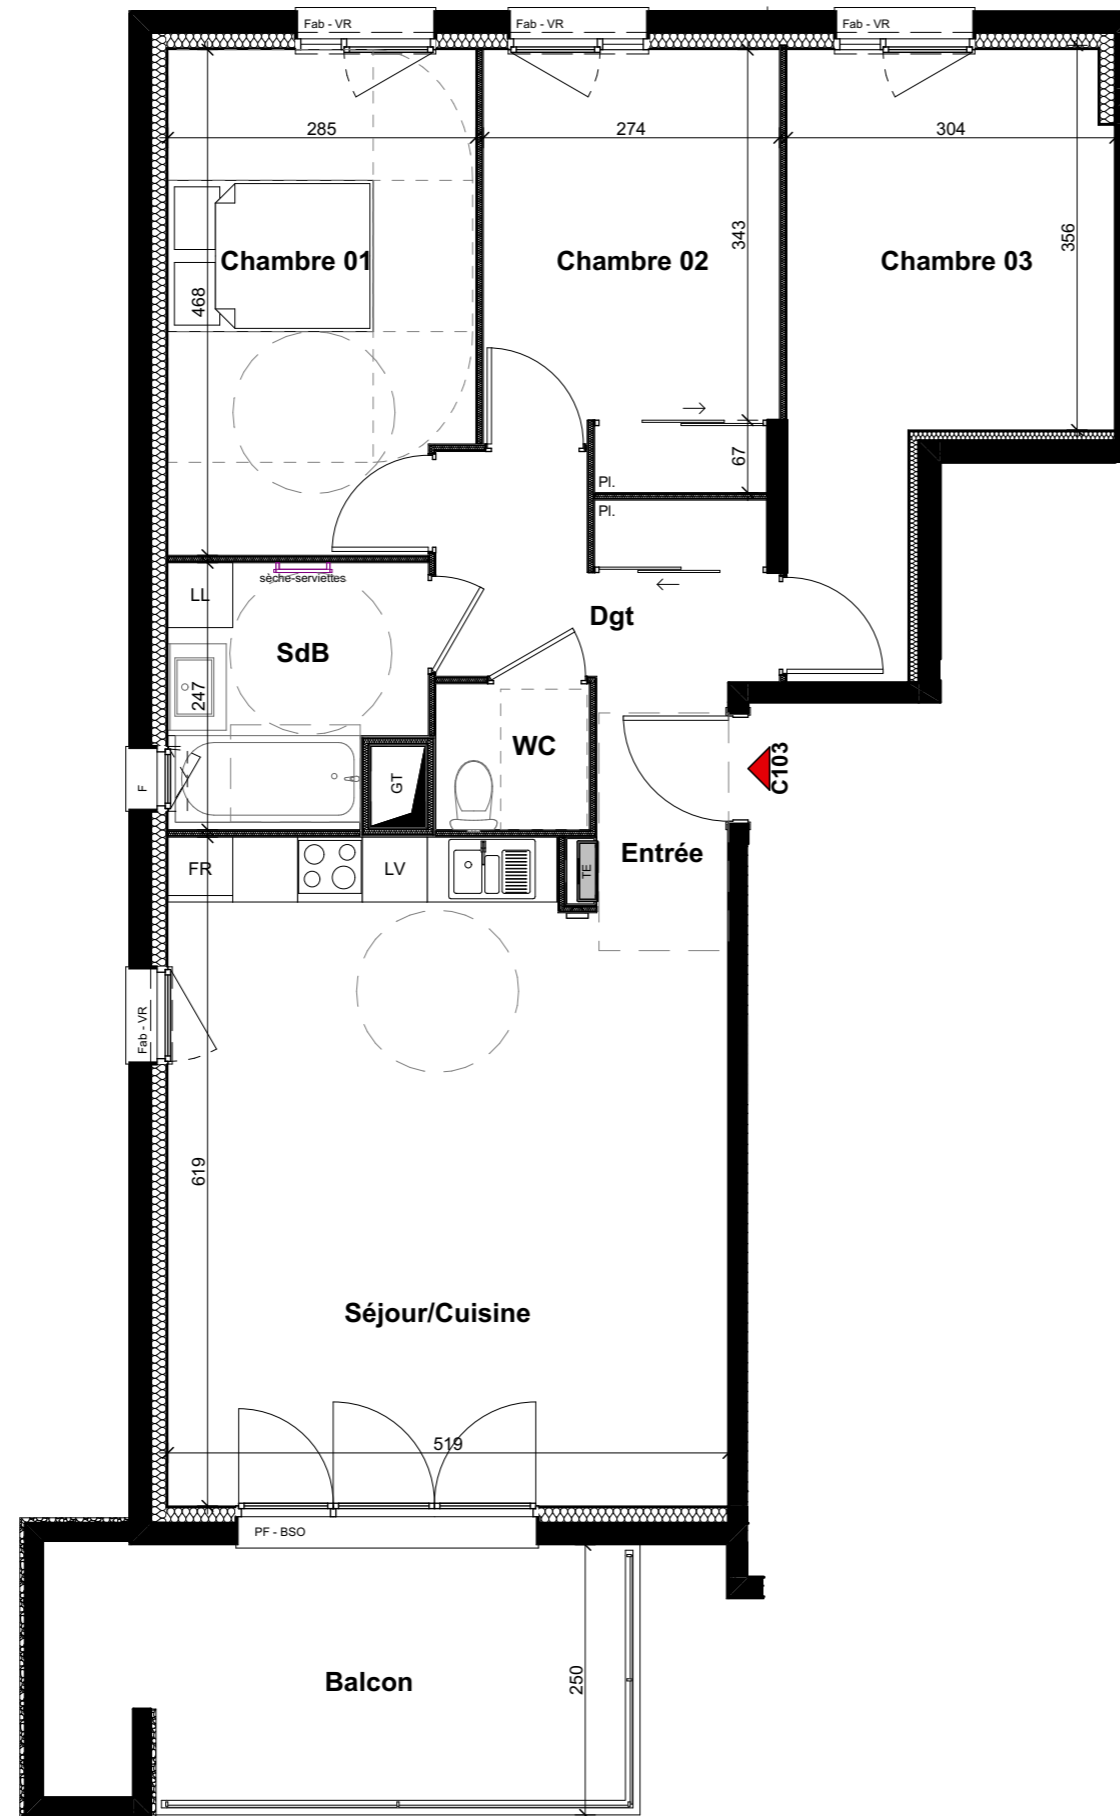 Fab - VR
Fab - VR
Fab - VR
285
274
304
343
356
Chambre 01
Chambre 02
Chambre 03
468
67
Pl.
Pl.
sèche-serviettes
LL
Dgt
SdB
247
WC
C103
F
GT
Entrée
FR
LV
TE
Fab - VR
619
Séjour/Cuisine
519
PF - BSO
Balcon
250